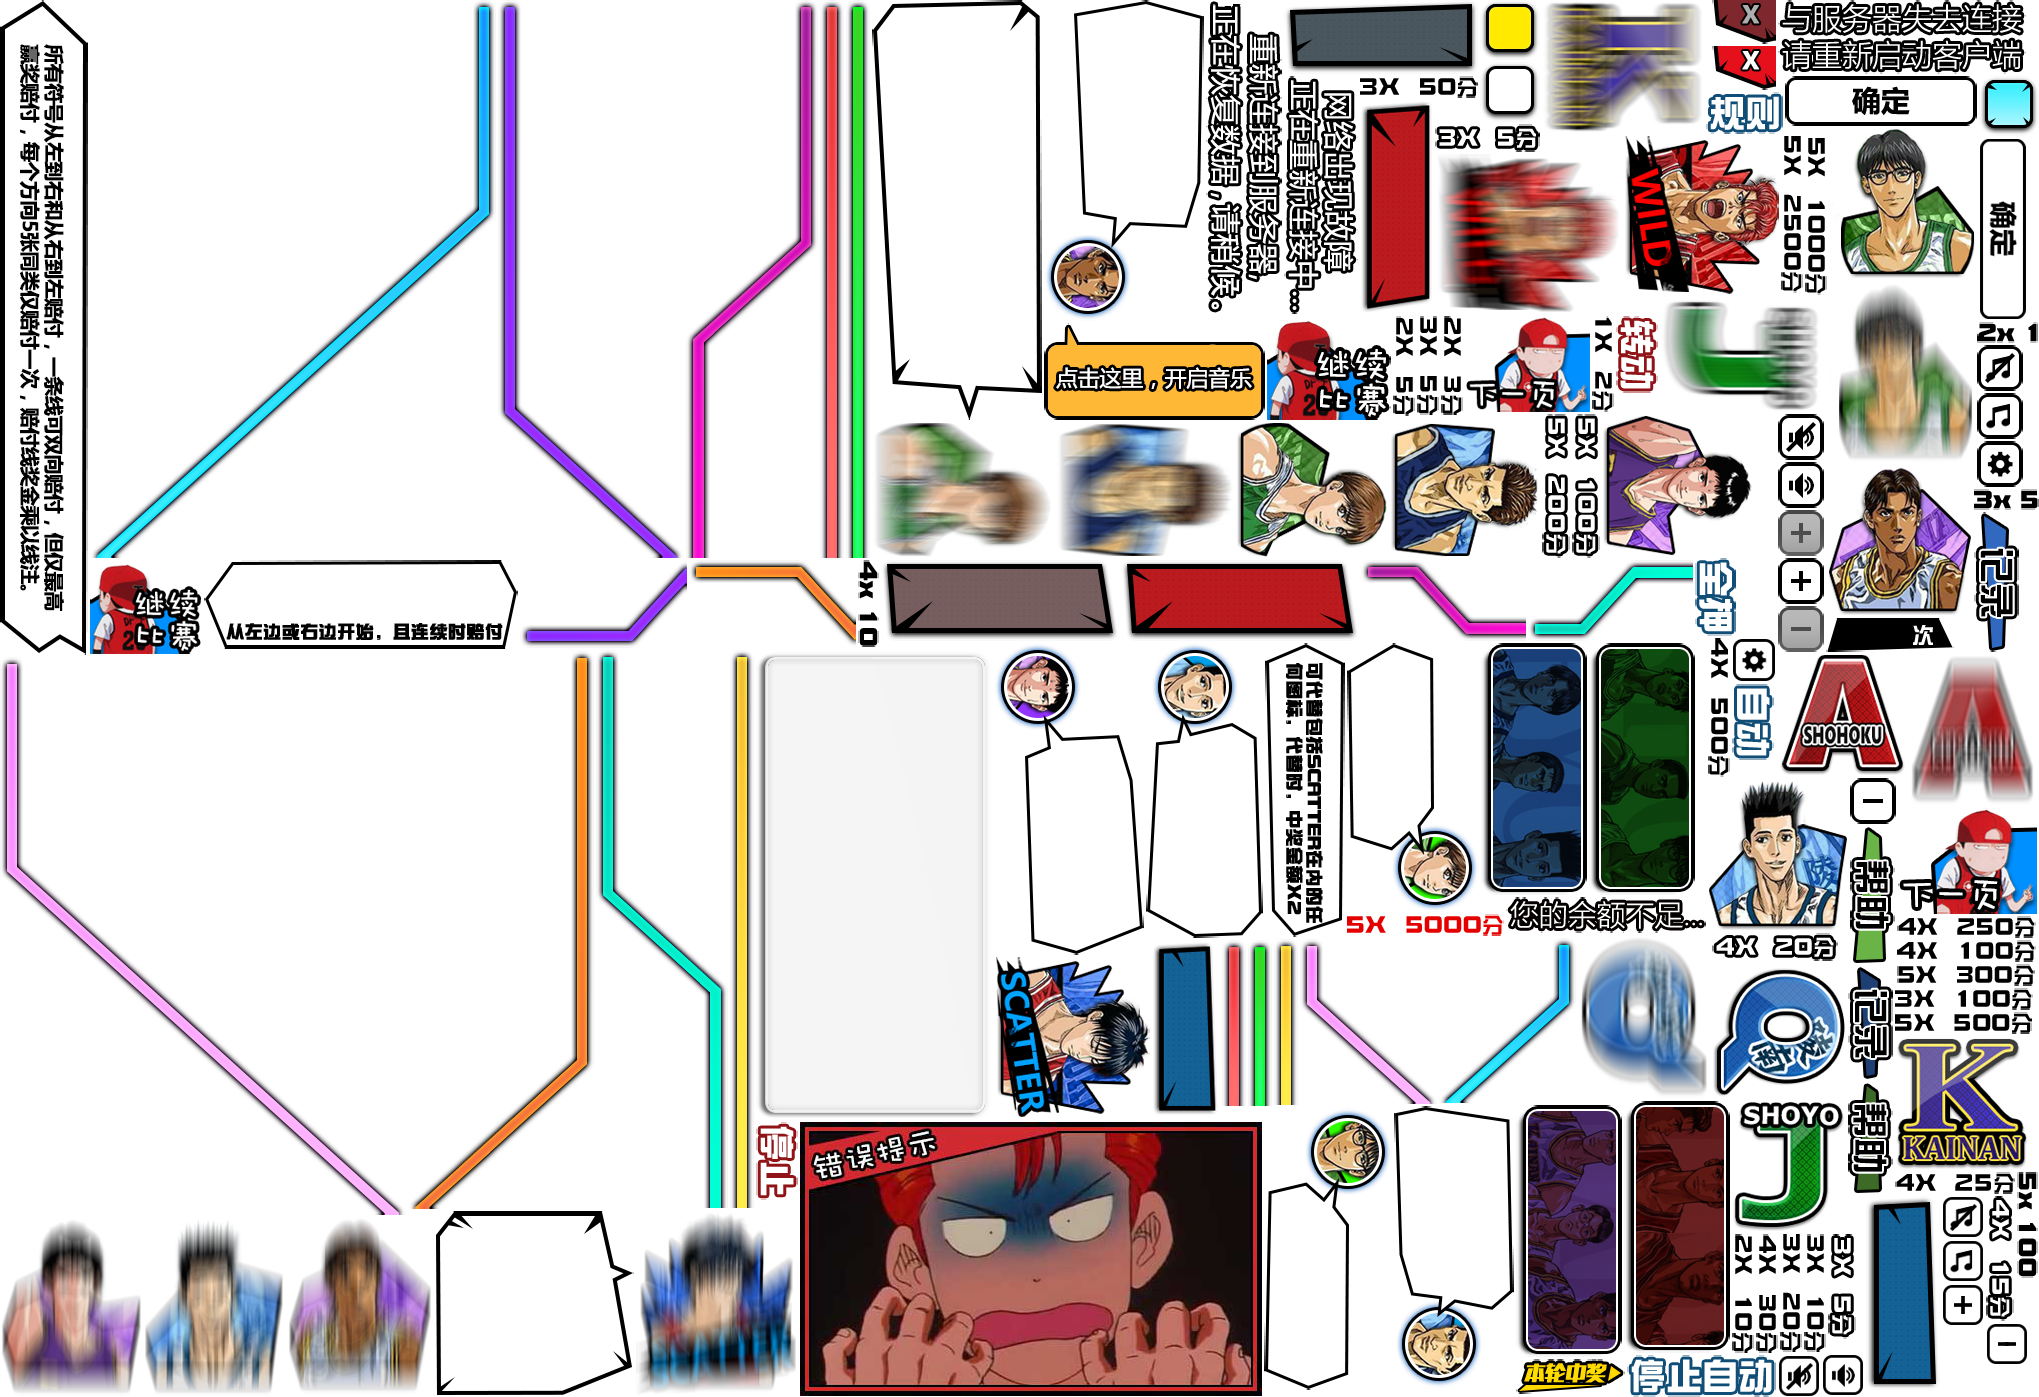 所有符号从左到右和从右到左赔付，一条线可双向赔付，但仅最高
赢奖赔付，每个方向5张同类仅赔付一次，赔付线奖金乘以线注。
继续
比赛
从左边或右边开始，且连续时赔付
4X 10
网络出现故障
正在重新连接中...
重新连接到服务器，
正在恢复数据，请稍侯。
点击这里，开启音乐
继续
比赛
3X 50分
3X 5分
2X 3分
3X 5分
2X 5分
下一页
1X 2分
转动
X
X
规则
与服务器失去连接
请重新启动客户端
确定
确定
WILD
5X 1000分
5X 2500分
2X 1
3X 5
5X 100分
5X 200分
记录
全押
次
4X 500分
自动
SHOHOKU
可代替包括SCATTER在内的任
何图标，代替时，中奖金额X2
5X 5000分
您的余额不足...
4X 20分
帮助
下一页
4X 250分
4X 100分
5X 300分
3X 100分
5X 500分
记录
SCATTER
陵南
KAINAN
帮助
4X 25分
5X 100
4X 15分
SHOYO
停止
错误提示
3X 5分
3X 10分
3X 20分
4X 30分
2X 10分
本轮中奖
停止自动